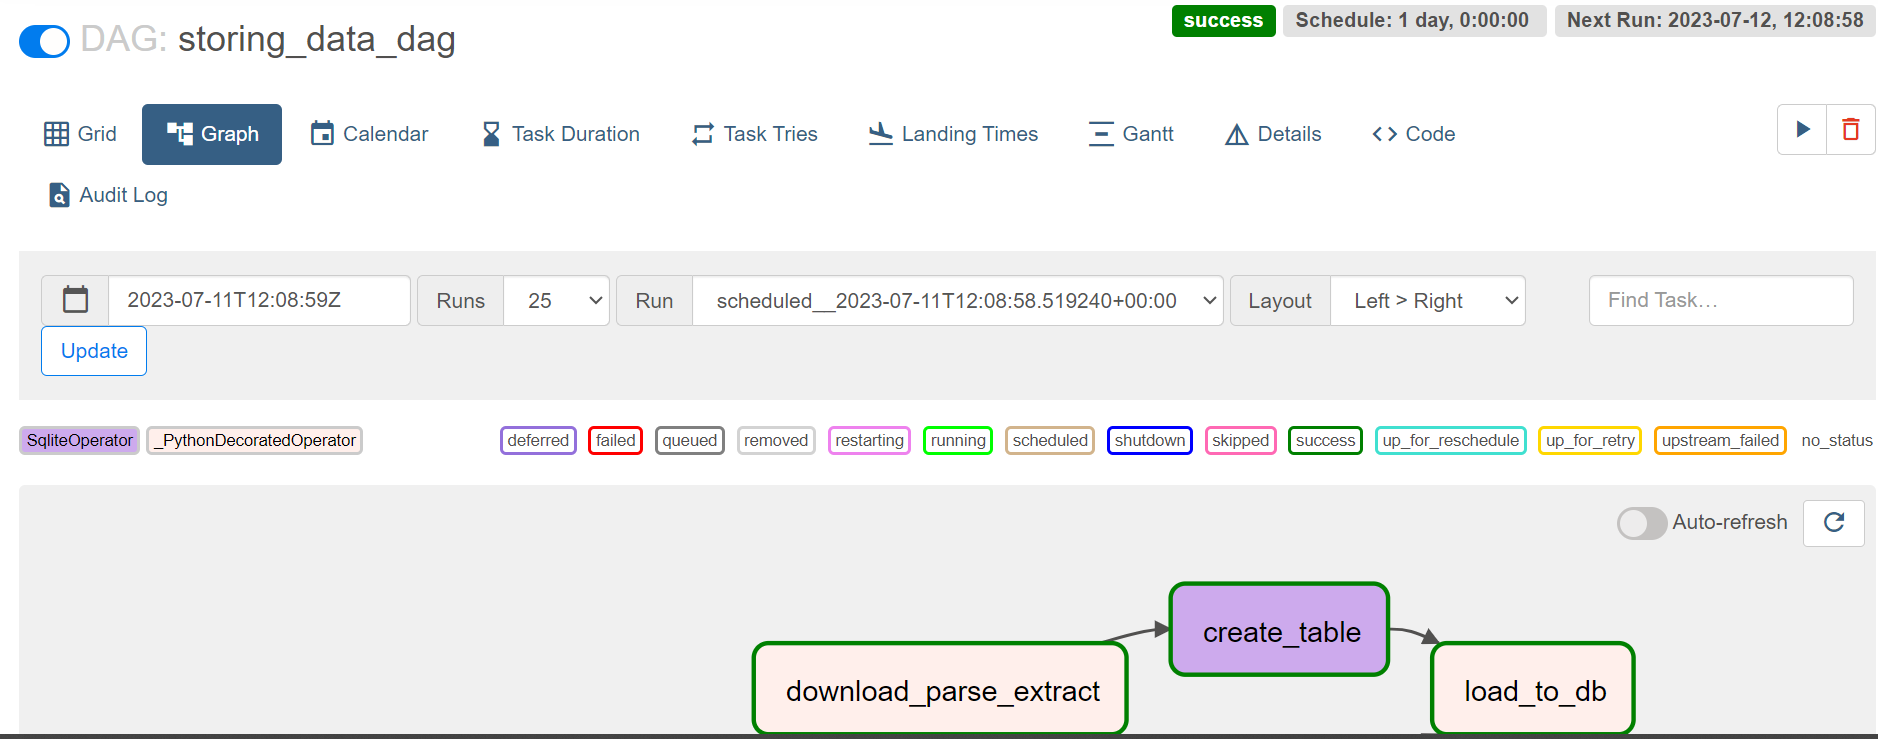 success Schedule: 1 day, 0:00:00 Next Run: 2023-07-12, 12:08:58
DAG: storing_data_dag
Grid Graph Calendar Task Duration Task Tries Landing Times Gantt Details Code
Audit Log
2023-07-11T12:08:59Z Runs 25 Run scheduled__2023-07-11T12:08:58.519240+00:00 Layout Left > Right Find Task…
Update
SqliteOperator _PythonDecoratedOperator deferred failed queued removed restarting running scheduled shutdown skipped success up_for_reschedule up_for_retry upstream_failed no_status
Auto-refresh
create_table
download_parse_extract load_to_db